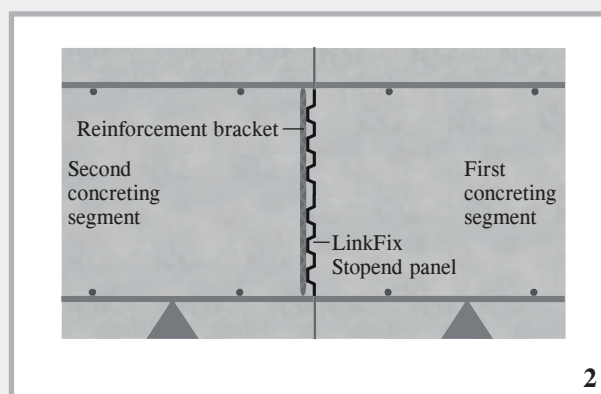 Reinforcement bracket
Second
concreting
segment
First
concreting
segment
LinkFix
Stopend panel
2